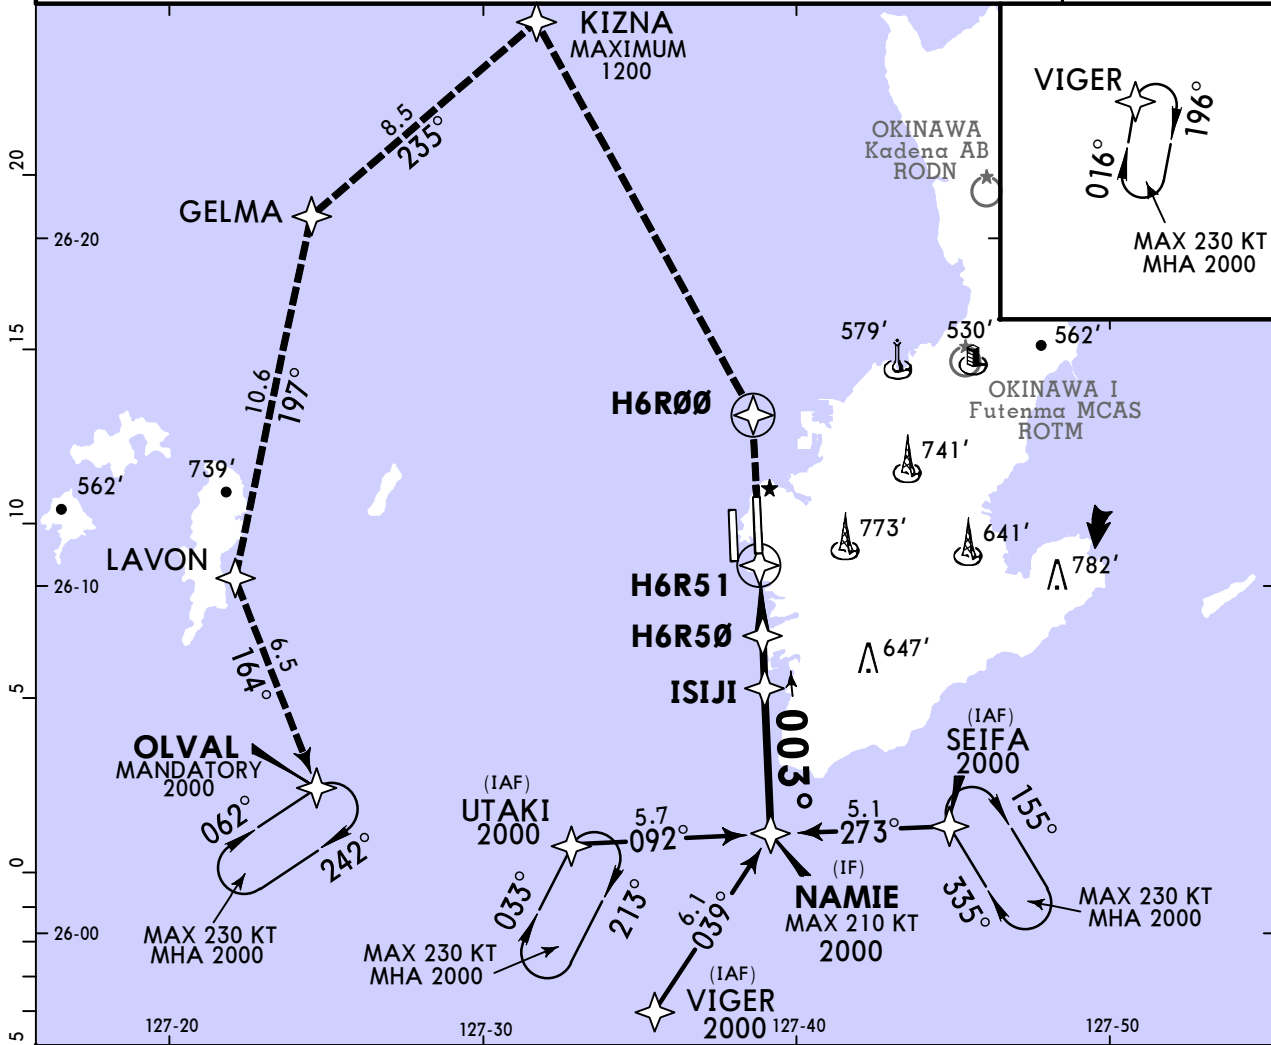 KIZNA
MAXIMUM
1200
8.5
235°
GELMA
20
26-20
OKINAWA
Kadena AB
RODN
VIGER
196°
016°
MAX 230 KT
MHA 2000
15
579'
530'
562'
OKINAWA I
Futenma MCAS
ROTM
H6RØØ
10.6
197°
741'
739'
562'
10
773'
641'
782'
LAVON
26-10
H6R51
H6R5Ø
647'
6.5
164°
5
ISIJI
003°
OLVAL
MANDATORY
2000
062°
242°
MAX 230 KT
MHA 2000
(IAF)
UTAKI
2000
5.7
092°
033°
213°
MAX 230 KT
MHA 2000
(IAF)
SEIFA
2000
5.1
273°
155°
335°
MAX 230 KT
MHA 2000
(IF)
NAMIE
MAX 210 KT
2000
6.1
039°
(IAF)
VIGER
2000
0
26-00
5
127-20
127-30
127-40
127-50